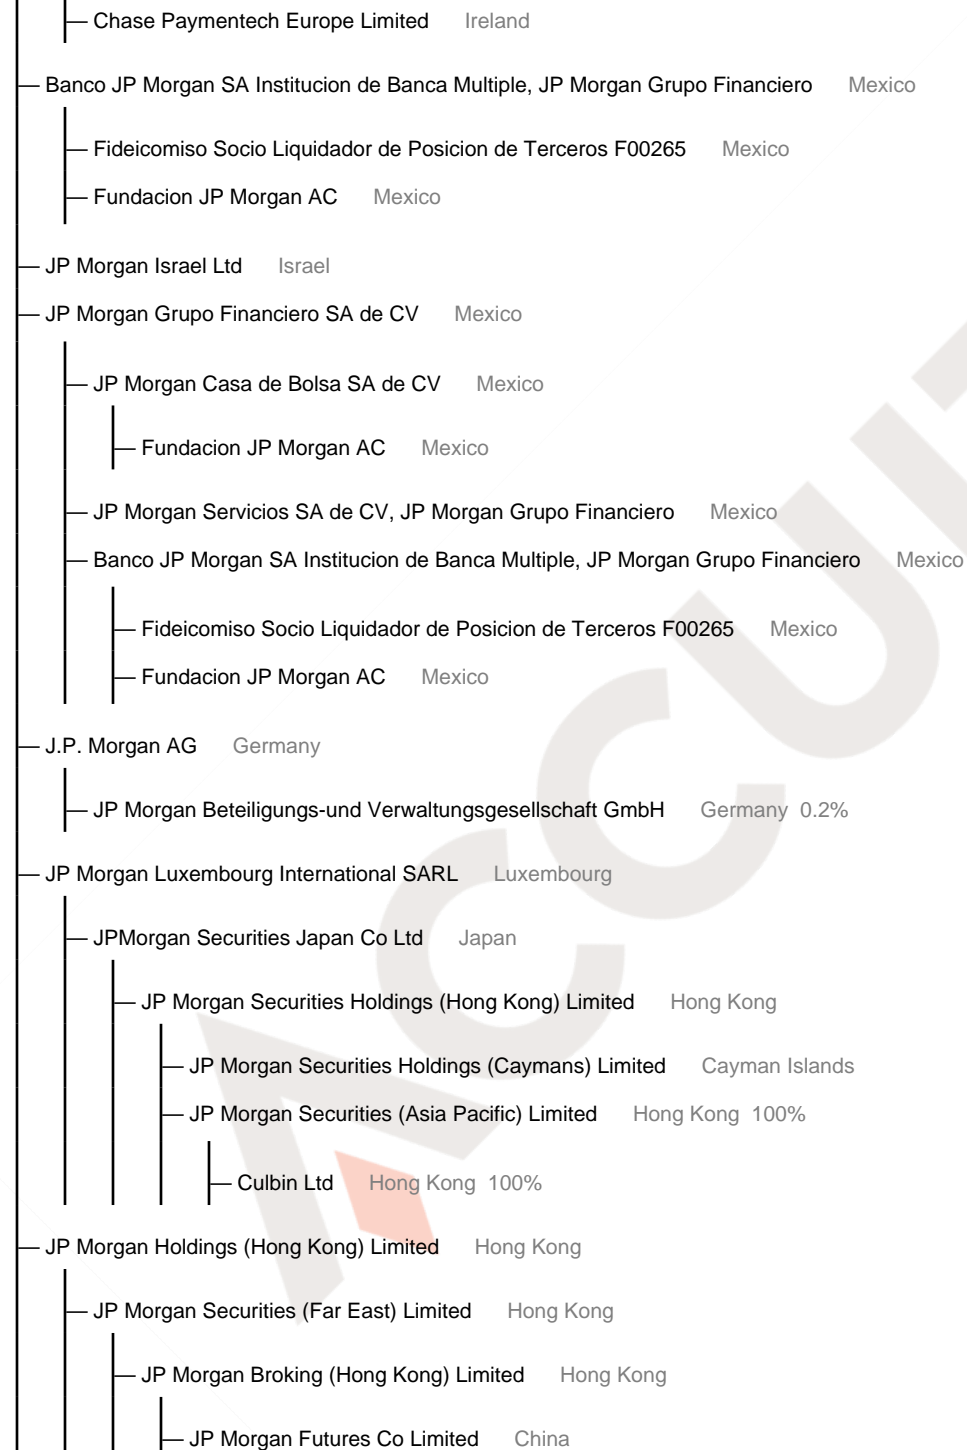 Chase Paymentech Europe Limited Ireland
Banco JP Morgan SA Institucion de Banca Multiple, JP Morgan Grupo Financiero Mexico
Fideicomiso Socio Liquidador de Posicion de Terceros F00265 Mexico
Fundacion JP Morgan AC Mexico
JP Morgan Israel Ltd Israel
JP Morgan Grupo Financiero SA de CV Mexico
JP Morgan Casa de Bolsa SA de CV Mexico
Fundacion JP Morgan AC Mexico
JP Morgan Servicios SA de CV, JP Morgan Grupo Financiero Mexico
Banco JP Morgan SA Institucion de Banca Multiple, JP Morgan Grupo Financiero Mexico
Fideicomiso Socio Liquidador de Posicion de Terceros F00265 Mexico
Fundacion JP Morgan AC Mexico
J.P. Morgan AG Germany
JP Morgan Beteiligungs-und Verwaltungsgesellschaft GmbH Germany 0.2%
JP Morgan Luxembourg International SARL Luxembourg
JPMorgan Securities Japan Co Ltd Japan
JP Morgan Securities Holdings (Hong Kong) Limited Hong Kong
JP Morgan Securities Holdings (Caymans) Limited Cayman Islands
JP Morgan Securities (Asia Pacific) Limited Hong Kong 100%
Culbin Ltd Hong Kong 100%
JP Morgan Holdings (Hong Kong) Limited Hong Kong
JP Morgan Securities (Far East) Limited Hong Kong
JP Morgan Broking (Hong Kong) Limited Hong Kong
JP Morgan Futures Co Limited China
ACCUI